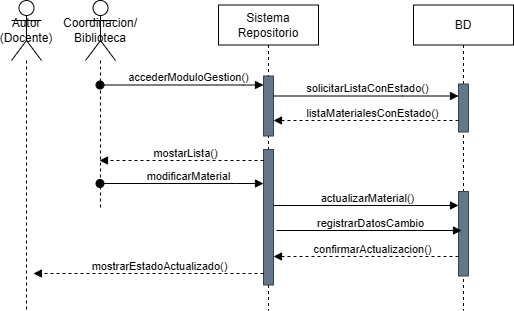 Autor
(Docente)
Coordinacion/
Biblioteca
Sistema
Repositorio
BD
accederModuloGestion()
solicitarListaConEstado()
listaMaterialesConEstado()
mostarLista()
modificarMaterial
actualizarMaterial()
registrarDatosCambio
confirmarActualizacion()
mostrarEstadoActualizado()